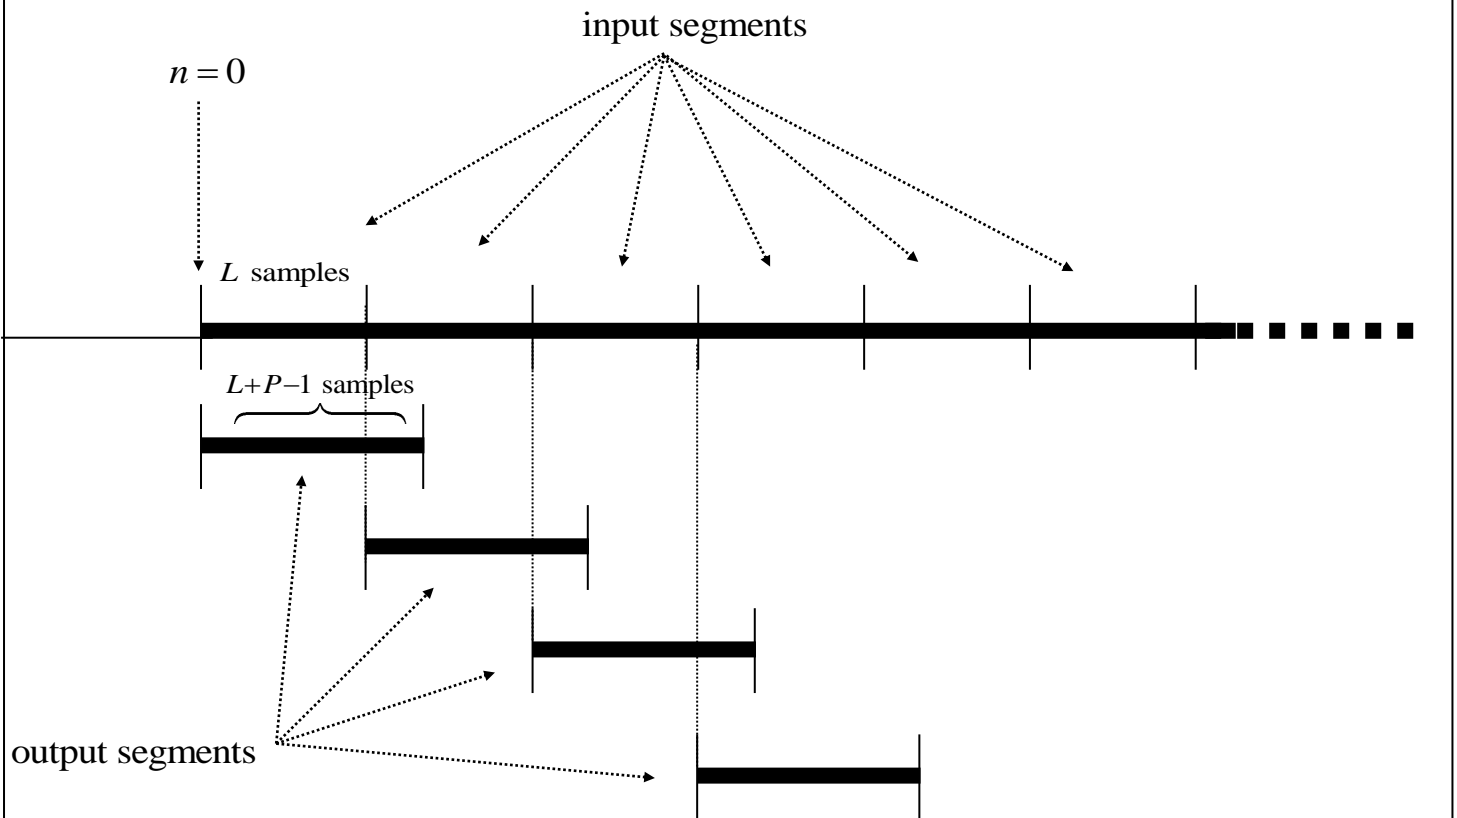 input segments
n = 0
L samples
L+P−1 samples
output segments